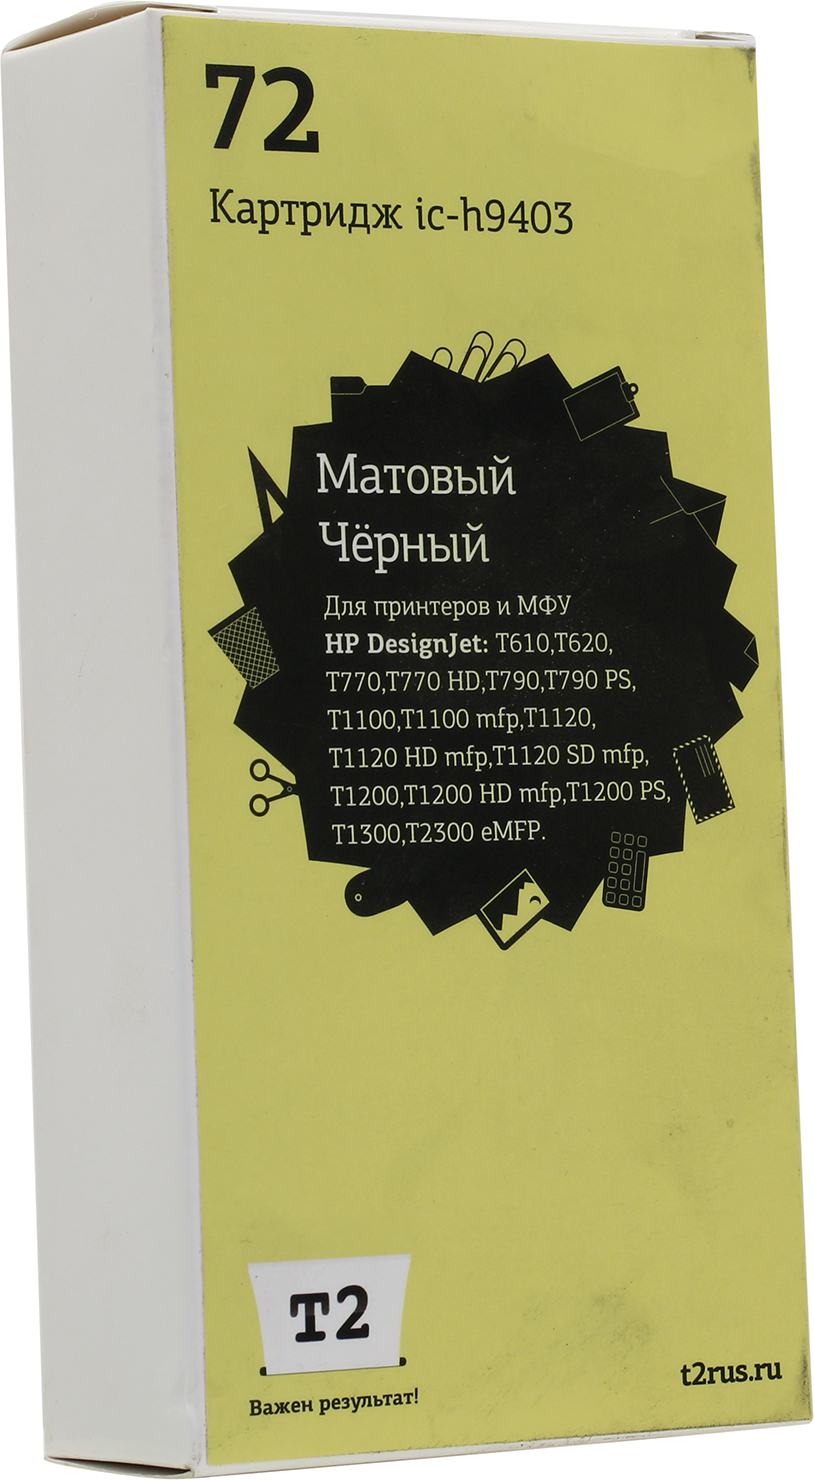 72
Картридж ic-h9403
Матовый
Чёрный
Для принтеров и МФУ
HP DesignJet: T610,T620,
T770,T770 HD,T790,T790 PS,
T1100,T1100 mfp,T1120,
T1120 HD mfp,T1120 SD mfp,
T1200,T1200 HD mfp,T1200 PS,
T1300,T2300 eMFP.
T2
Важен результат!
t2rus.ru